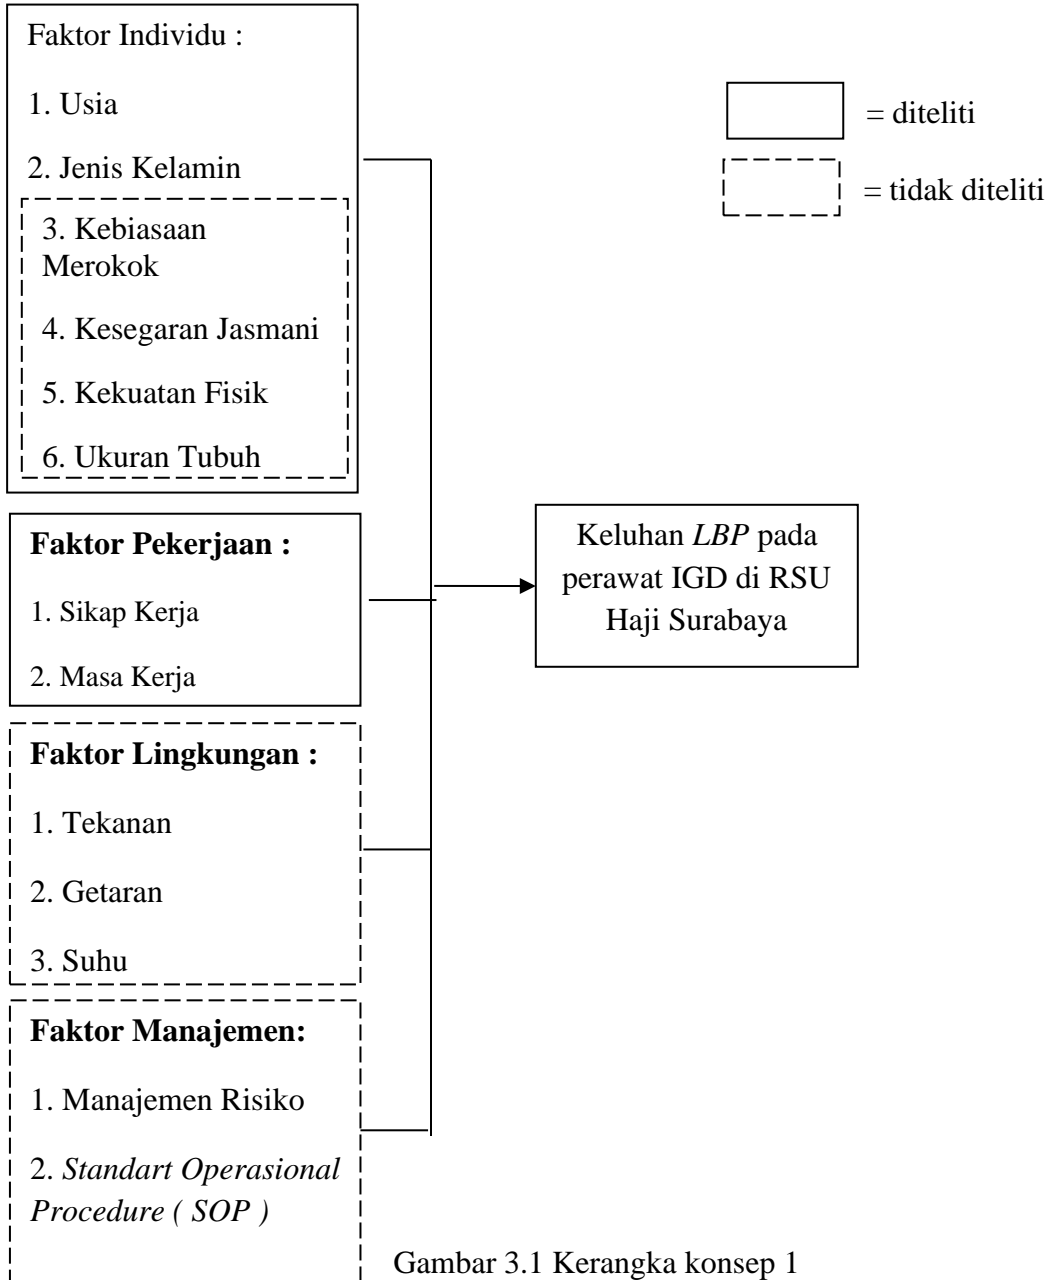 Faktor Individu :
1. Usia
2. Jenis Kelamin
3. Kebiasaan
Merokok
4. Kesegaran Jasmani
5. Kekuatan Fisik
6. Ukuran Tubuh
= diteliti
= tidak diteliti
Faktor Pekerjaan :
1. Sikap Kerja
2. Masa Kerja
Keluhan LBP pada
perawat IGD di RSU
Haji Surabaya
Faktor Lingkungan :
1. Tekanan
2. Getaran
3. Suhu
Faktor Manajemen:
1. Manajemen Risiko
2. Standart Operasional
Procedure ( SOP )
Gambar 3.1 Kerangka konsep 1